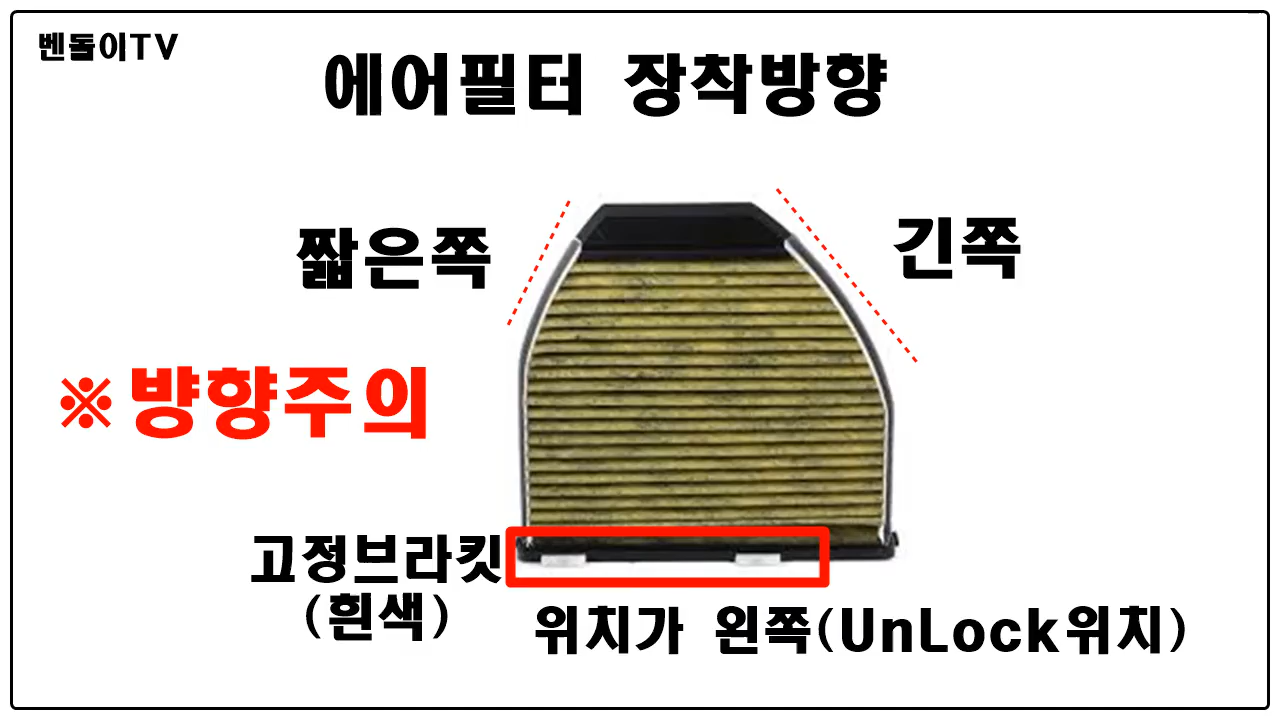 벤돌이TV
에어필터 장착방향
짧은쪽
긴쪽
※방향주의
고정브라킷
(흰색)
위치가 왼쪽(UnLock위치)